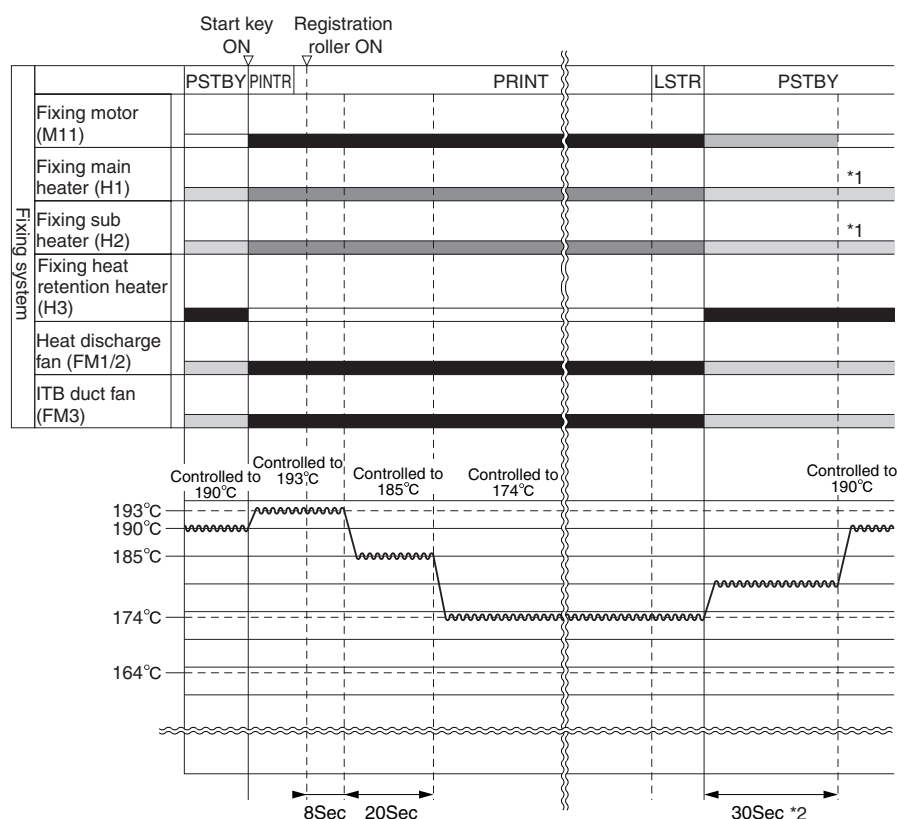 Start key
ON
Registration
roller ON
PSTBY PINTR PRINT LSTR PSTBY
Fixing system
Fixing motor
(M11)
Fixing main
heater (H1)
*1
Fixing sub
heater (H2)
*1
Fixing heat
retention heater
(H3)
Heat discharge
fan (FM1/2)
ITB duct fan
(FM3)
Controlled to
190°C
Controlled to
193°C
Controlled to
185°C
Controlled to
174°C
Controlled to
190°C
193°C
190°C
185°C
174°C
164°C
8Sec 20Sec 30Sec *2